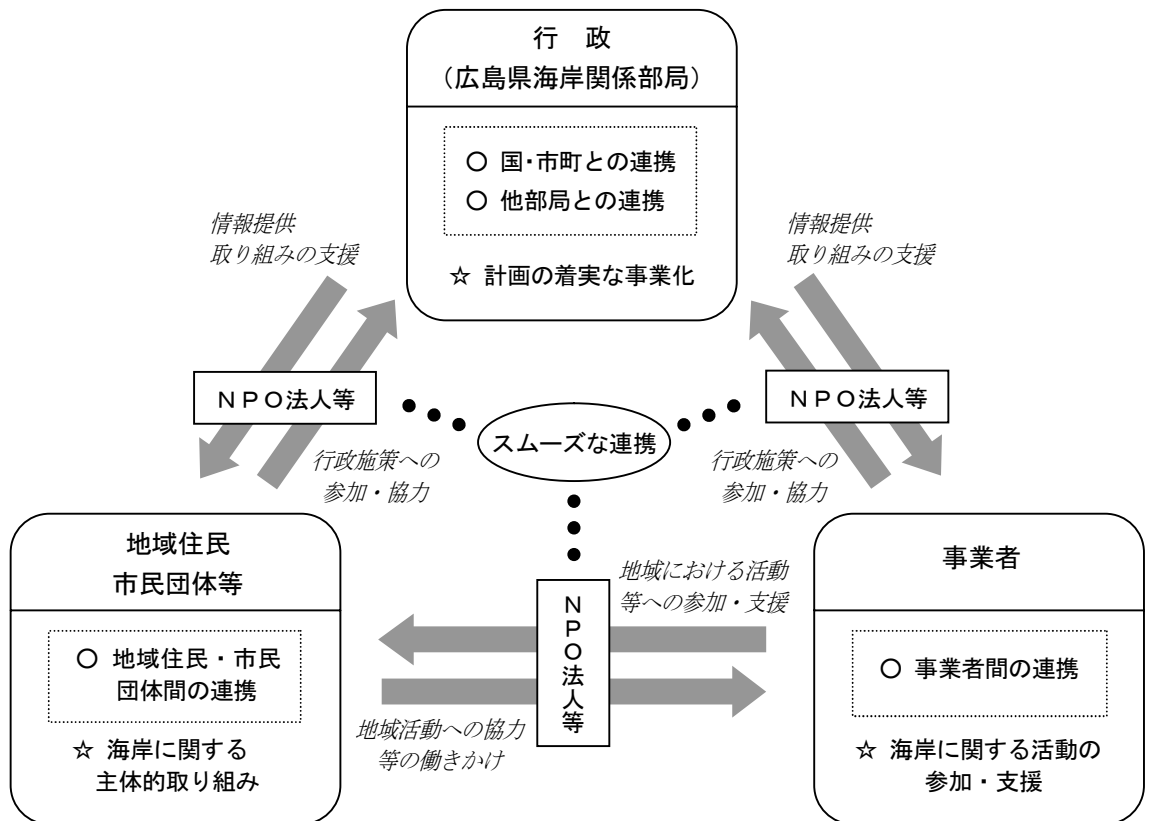 行　政
（広島県海岸関係部局）
○ 国・市町との連携
○ 他部局との連携
☆ 計画の着実な事業化
情報提供
取り組みの支援
情報提供
取り組みの支援
ＮＰＯ法人等
ＮＰＯ法人等
スムーズな連携
行政施策への
参加・協力
行政施策への
参加・協力
地域住民
市民団体等
○ 地域住民・市民
団体間の連携
☆ 海岸に関する
主体的取り組み
地域における活動
等への参加・支援
ＮＰＯ法人等
地域活動への協力
等の働きかけ
事業者
○ 事業者間の連携
☆ 海岸に関する活動の
参加・支援